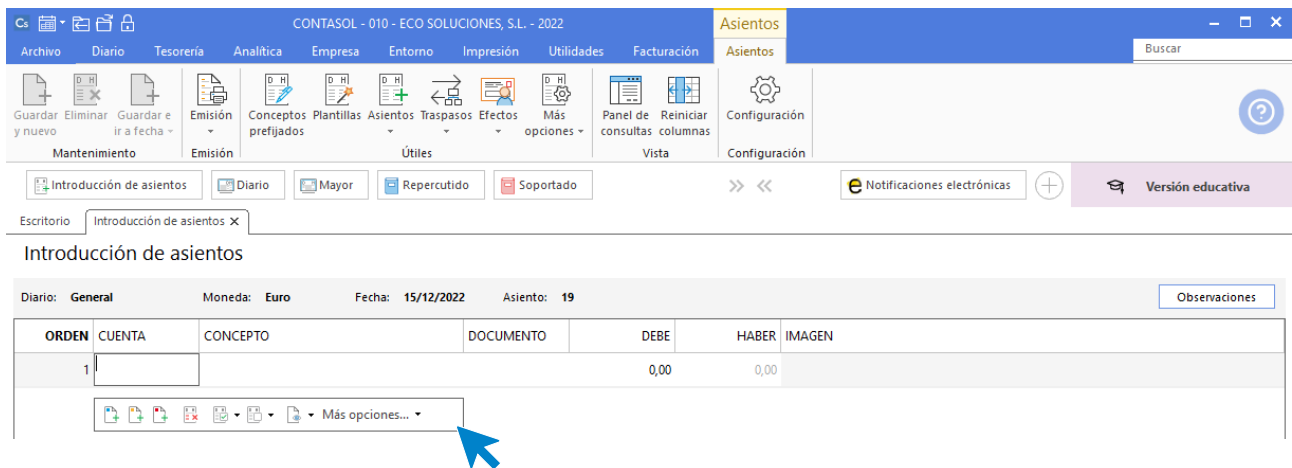 Cs CONTASOL - 010 - ECO SOLUCIONES, S.L. - 2022 Asientos
Archivo Diario Tesorería Analítica Empresa Entorno Impresión Utilidades Facturación Asientos Buscar
D H D H D H D H
Guardar Eliminar Guardar e Emisión Conceptos Plantillas Asientos Traspasos Efectos Más Panel de Reiniciar Configuración
y nuevo ir a fecha prefijados opciones consultas columnas
Mantenimiento Emisión Útiles Vista Configuración
Introducción de asientos Diario Mayor Repercutido Soportado e Notificaciones electrónicas Versión educativa
Escritorio Introducción de asientos X
Introducción de asientos
Diario: General Moneda: Euro Fecha: 15/12/2022 Asiento: 19 Observaciones
ORDEN CUENTA CONCEPTO DOCUMENTO DEBE HABER IMAGEN
1 0,00 0,00
Más opciones...